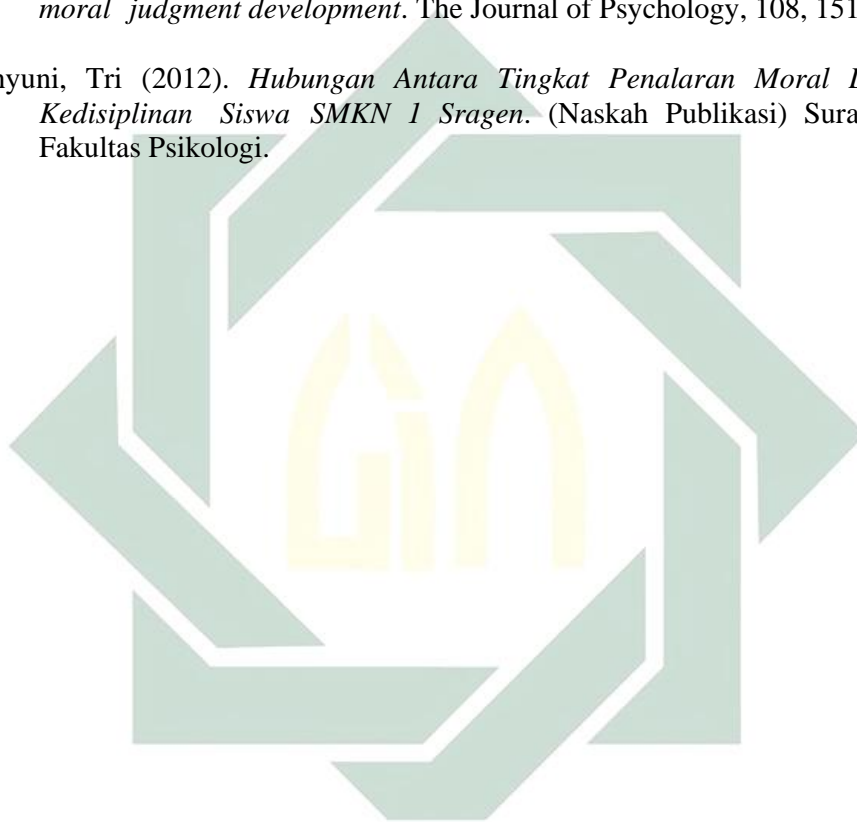 moral judgment development. The Journal of Psychology, 108, 151
nyuni, Tri (2012). Hubungan Antara Tingkat Penalaran Moral
Kedisiplinan Siswa SMKN 1 Sragen. (Naskah Publikasi) Sura
Fakultas Psikologi.